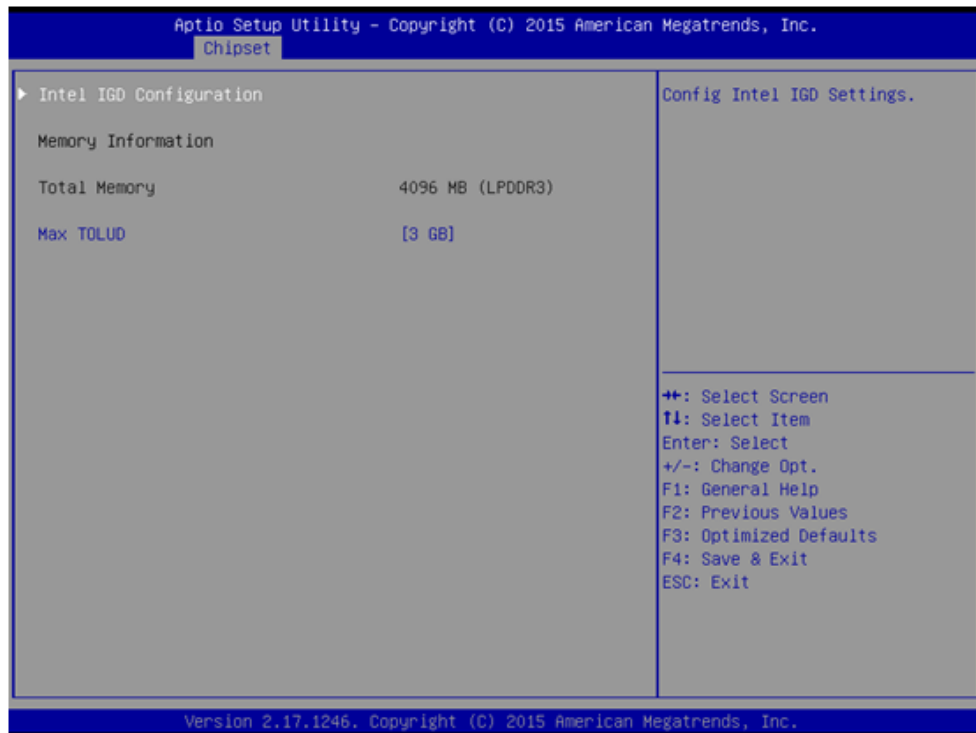 Aptio Setup Utility – Copyright (C) 2015 American Megatrends, Inc.
Chipset
▶ Intel IGD Configuration
Memory Information
Total Memory 4096 MB (LPDDR3)
Max TOLUD [3 GB]
Config Intel IGD Settings.
→←: Select Screen
↑↓: Select Item
Enter: Select
+/-: Change Opt.
F1: General Help
F2: Previous Values
F3: Optimized Defaults
F4: Save & Exit
ESC: Exit
Version 2.17.1246. Copyright (C) 2015 American Megatrends, Inc.